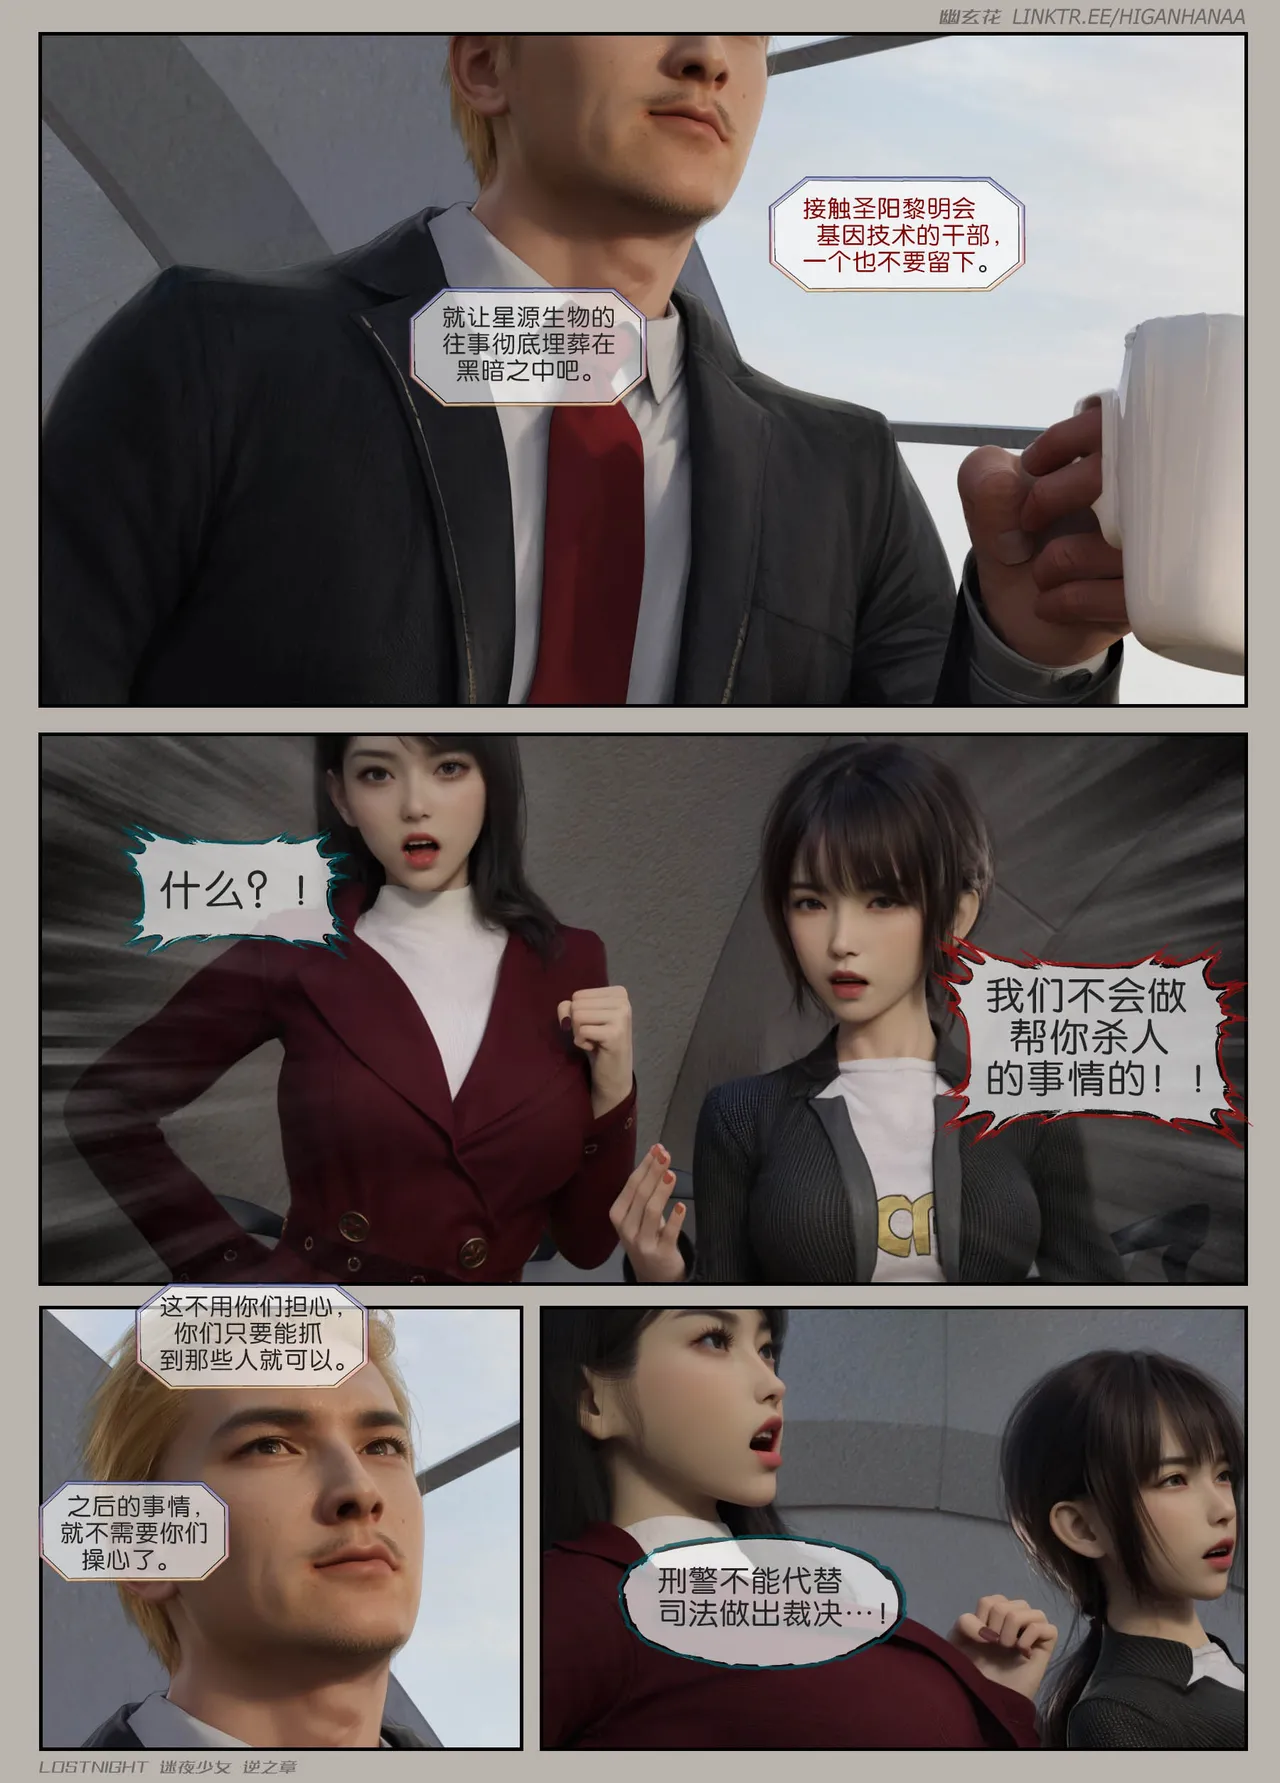 幽玄花 LINKTR.EE/HIGANHANAA
接触圣阳黎明会
基因技术的干部，
一个也不要留下。
就让星源生物的
往事彻底埋葬在
黑暗之中吧。
什么？！
我们不会做
帮你杀人
的事情的！！
这不用你们担心，
你们只要能抓
到那些人就可以。
之后的事情，
就不需要你们
操心了。
刑警不能代替
司法做出裁决…！
LOSTNIGHT 迷夜少女 逆之章